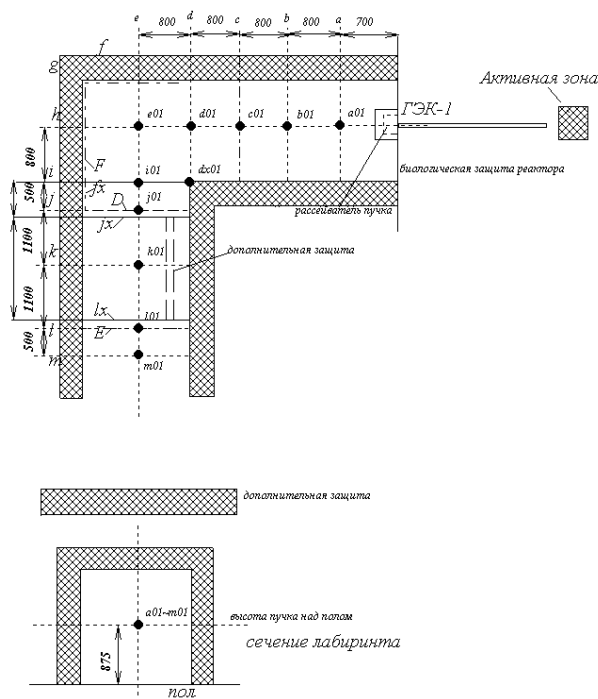 e d c b a
800 800 800 800 700
f
g
Активная зона
h e01 d01 c01 b01 a01 ГЭК-1
800
F
биологическая защита реактора
i i01 dx01
500 fx
J D j01 рассеиватель пучка
jx
1100
дополнительная защита
k k01
1100
lx l01
l E
500
m m01
дополнительная защита
a01-m01 высота пучка над полом
сечение лабиринта
875
пол